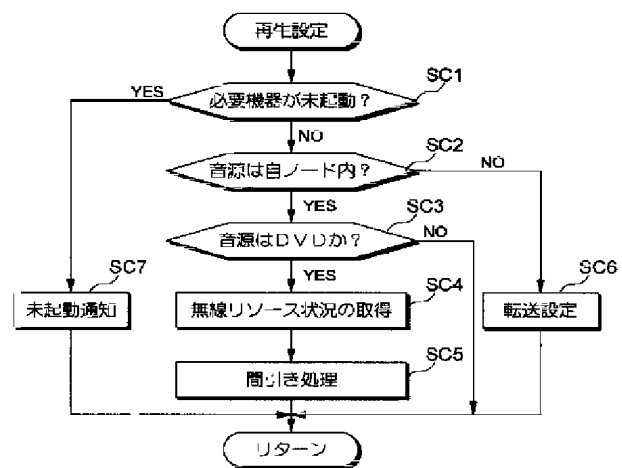 再生設定
SC1
YES
必要機器が未起動？
NO
SC2
音源は自ノード内？
NO
YES
SC3
音源はDVDか？
NO
YES
SC7
未起動通知
SC4
無線リソース状況の取得
SC6
転送設定
SC5
間引き処理
リターン